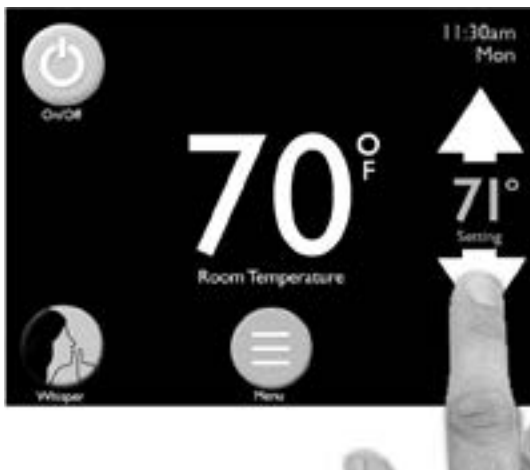 11:30am
Mon
On/Off
70°F
71°
Setting
Room Temperature
Whisper
Menu